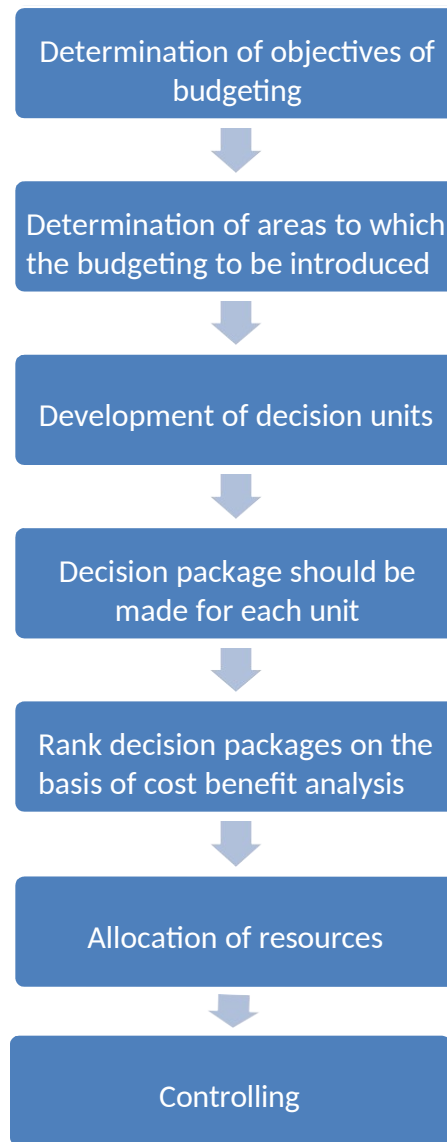 Determination of objectives of
budgeting
Determination of areas to which
the budgeting to be introduced
Development of decision units
Decision package should be
made for each unit
Rank decision packages on the
basis of cost benefit analysis
Allocation of resources
Controlling